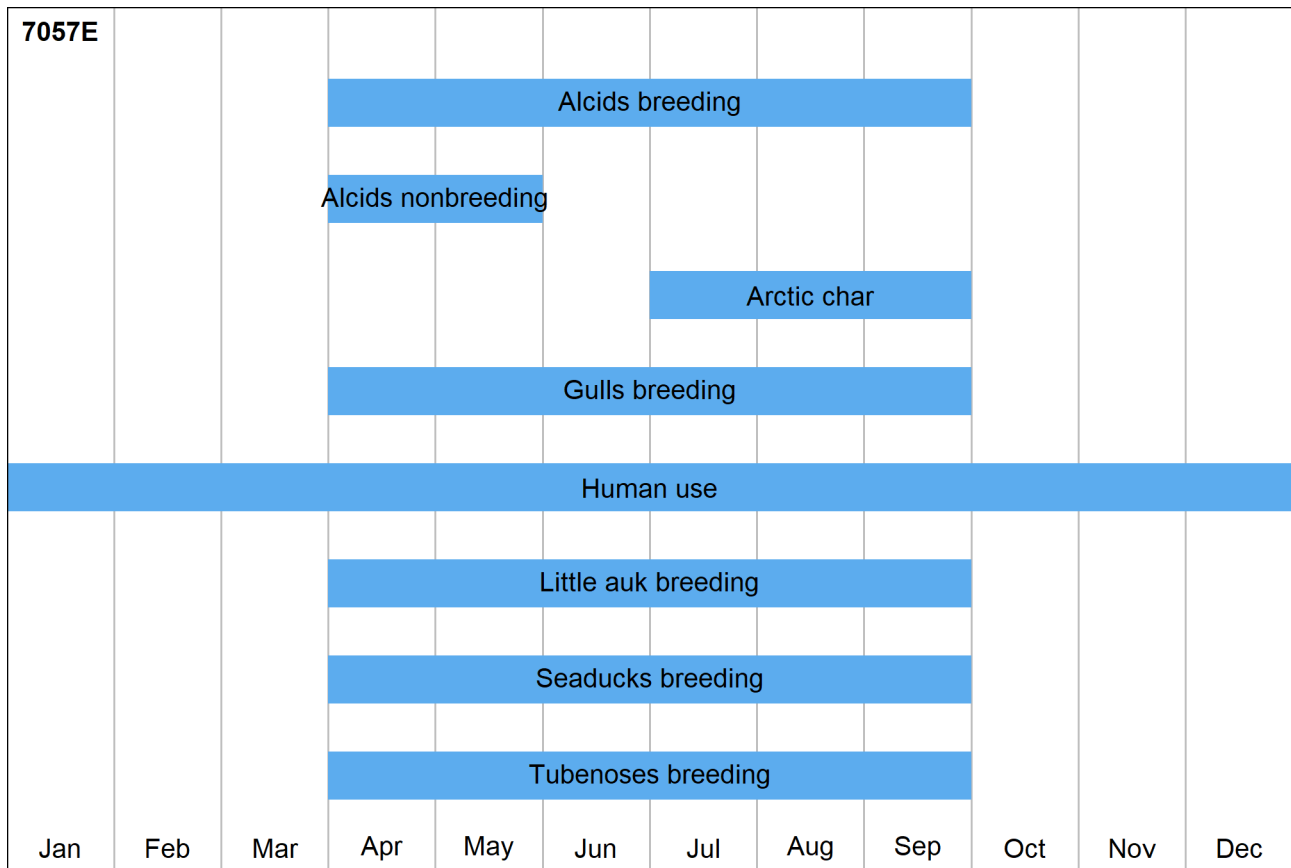 7057E
Alcids breeding
Alcids nonbreeding
Arctic char
Gulls breeding
Human use
Little auk breeding
Seaducks breeding
Tubenoses breeding
Jan Feb Mar Apr May Jun Jul Aug Sep Oct Nov Dec